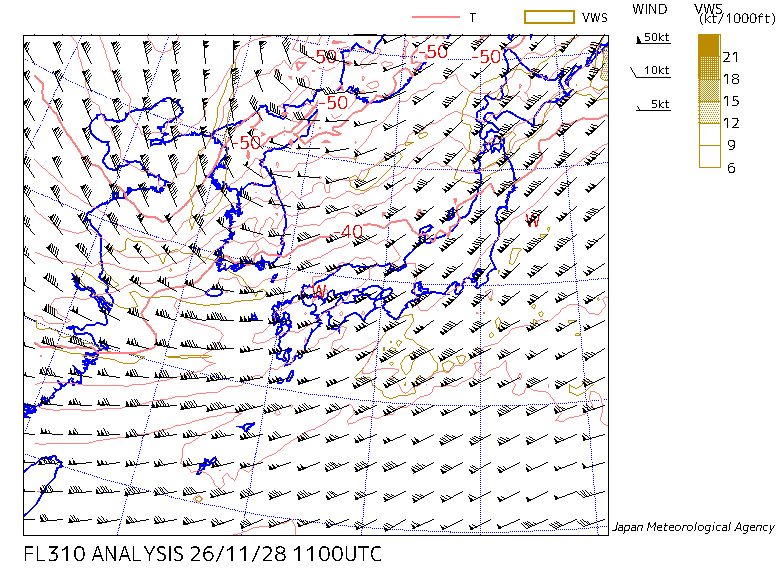 T VWS
WIND VWS
(kt/1000ft)
50kt
10kt
5kt
21
18
15
12
9
6
-50 -50 -50
-50
-50
W
-40
W
Japan Meteorological Agency
FL310 ANALYSIS 26/11/28 1100UTC